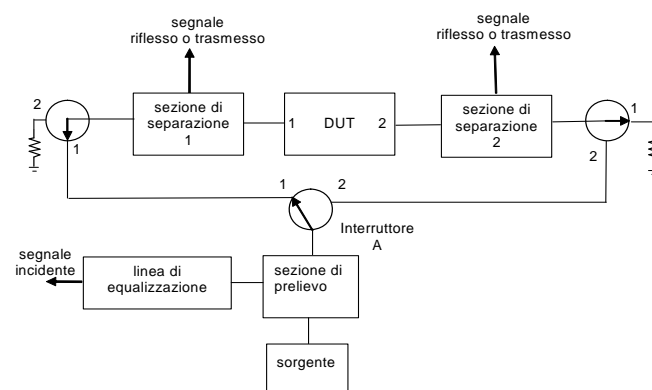 segnale
riflesso o trasmesso
segnale
riflesso o trasmesso
2
1
sezione di
separazione
1
1
DUT
2
sezione di
separazione
2
1
2
1
2
Interruttore
A
segnale
incidente
linea di
equalizzazione
sezione di
prelievo
sorgente